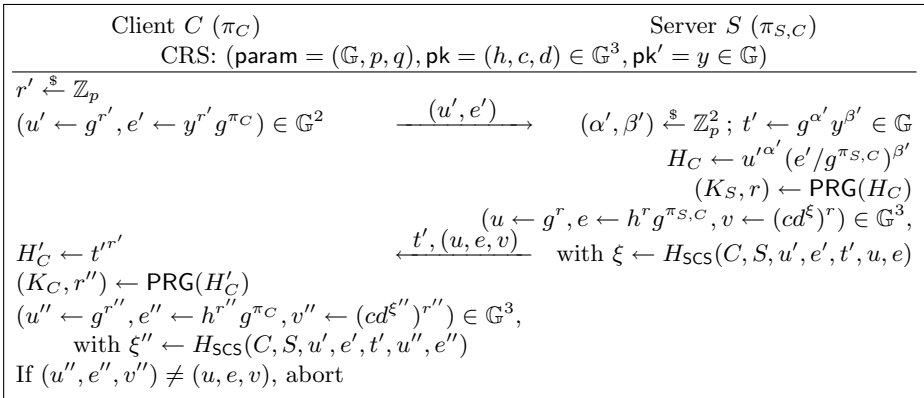 Client C (π_C) Server S (π_{S,C})
CRS: (param = (𝔾, p, q), pk = (h, c, d) ∈ 𝔾³, pk′ = y ∈ 𝔾)
r′ ←$ ℤ_p
(u′ ← g^{r′}, e′ ← y^{r′} g^{π_C}) ∈ 𝔾² (u′, e′) → (α′, β′) ←$ ℤ_p² ; t′ ← g^{α′} y^{β′} ∈ 𝔾
H_C ← u′^{α′} (e′/g^{π_{S,C}})^{β′}
(K_S, r) ← PRG(H_C)
(u ← g^r, e ← h^r g^{π_{S,C}}, v ← (cd^ξ)^r) ∈ 𝔾³,
H′_C ← t′^{r′} ← t′, (u, e, v) with ξ ← H_SCS(C, S, u′, e′, t′, u, e)
(K_C, r″) ← PRG(H′_C)
(u″ ← g^{r″}, e″ ← h^{r″} g^{π_C}, v″ ← (cd^{ξ″})^{r″}) ∈ 𝔾³,
with ξ″ ← H_SCS(C, S, u′, e′, t′, u″, e″)
If (u″, e″, v″) ≠ (u, e, v), abort